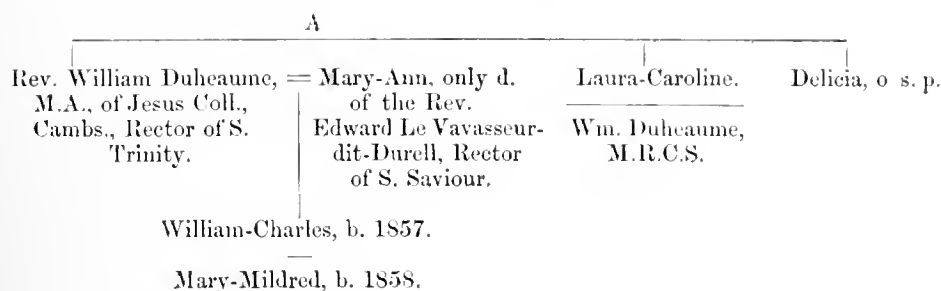 A
Rev. William Duheaume, = Mary-Ann, only d. Laura-Caroline. Delicia, o s. p.
M.A., of Jesus Coll., of the Rev.
Cambs., Rector of S. Edward Le Vavasseur- Wm. Duheaume,
Trinity. dit-Durell, Rector M.R.C.S.
of S. Saviour.
William-Charles, b. 1857.
Mary-Mildred, b. 1858.